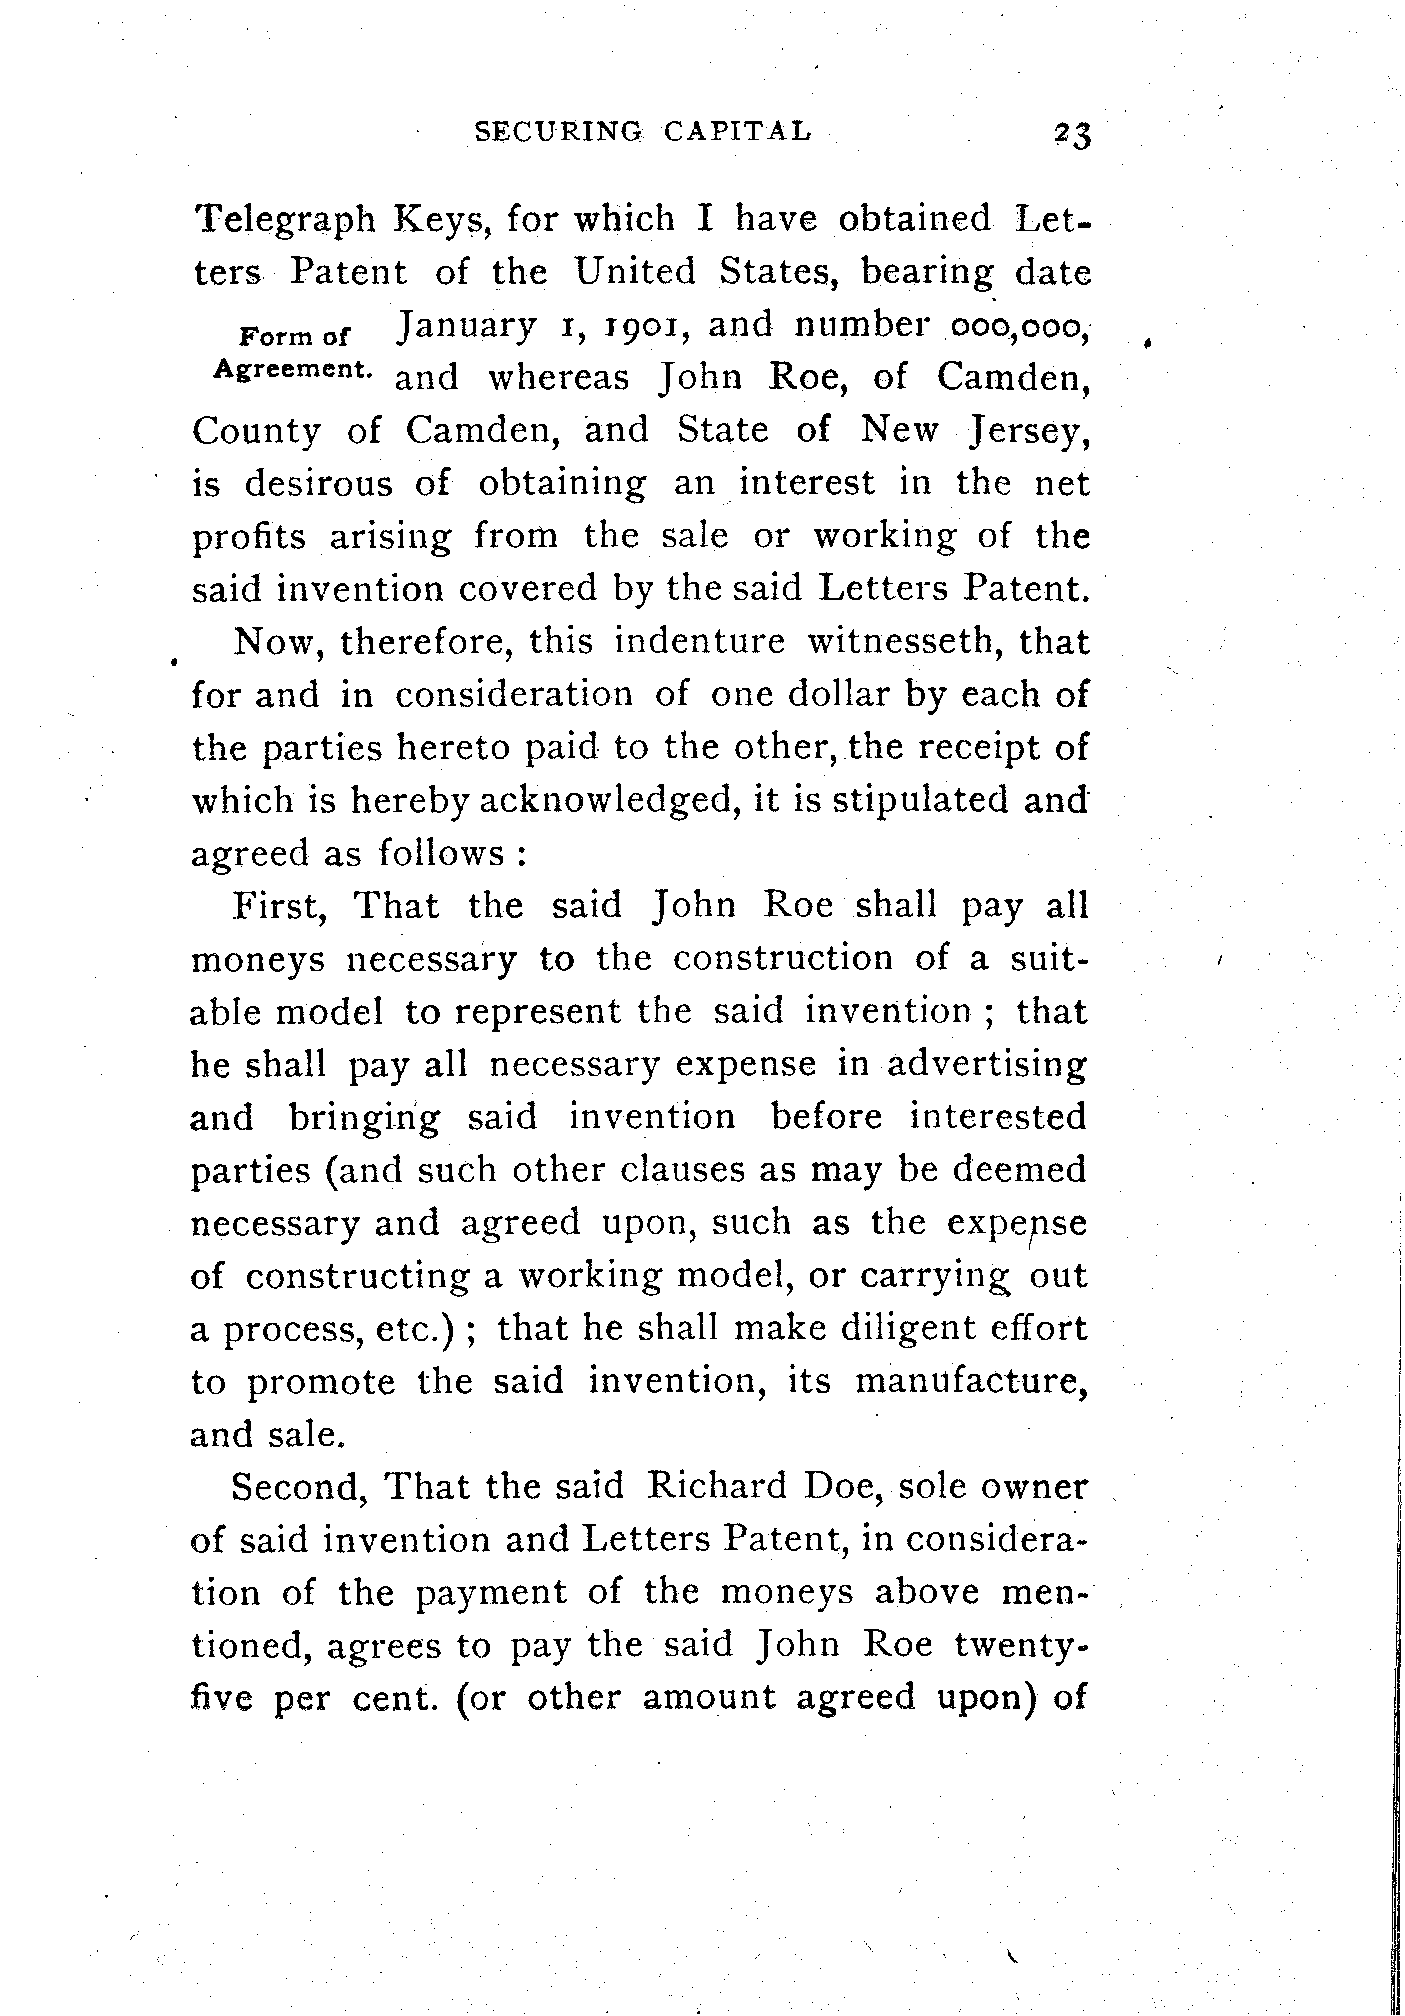 SECURING CAPITAL 23
Telegraph Keys, for which I have obtained Let-
ters Patent of the United States, bearing date
Form of January 1, 1901, and number 000,000,
Agreement. and whereas John Roe, of Camden,
County of Camden, and State of New Jersey,
is desirous of obtaining an interest in the net
profits arising from the sale or working of the
said invention covered by the said Letters Patent.
Now, therefore, this indenture witnesseth, that
for and in consideration of one dollar by each of
the parties hereto paid to the other, the receipt of
which is hereby acknowledged, it is stipulated and
agreed as follows :
First, That the said John Roe shall pay all
moneys necessary to the construction of a suit-
able model to represent the said invention ; that
he shall pay all necessary expense in advertising
and bringing said invention before interested
parties (and such other clauses as may be deemed
necessary and agreed upon, such as the expense
of constructing a working model, or carrying out
a process, etc.) ; that he shall make diligent effort
to promote the said invention, its manufacture,
and sale.
Second, That the said Richard Doe, sole owner
of said invention and Letters Patent, in considera-
tion of the payment of the moneys above men-
tioned, agrees to pay the said John Roe twenty-
five per cent. (or other amount agreed upon) of